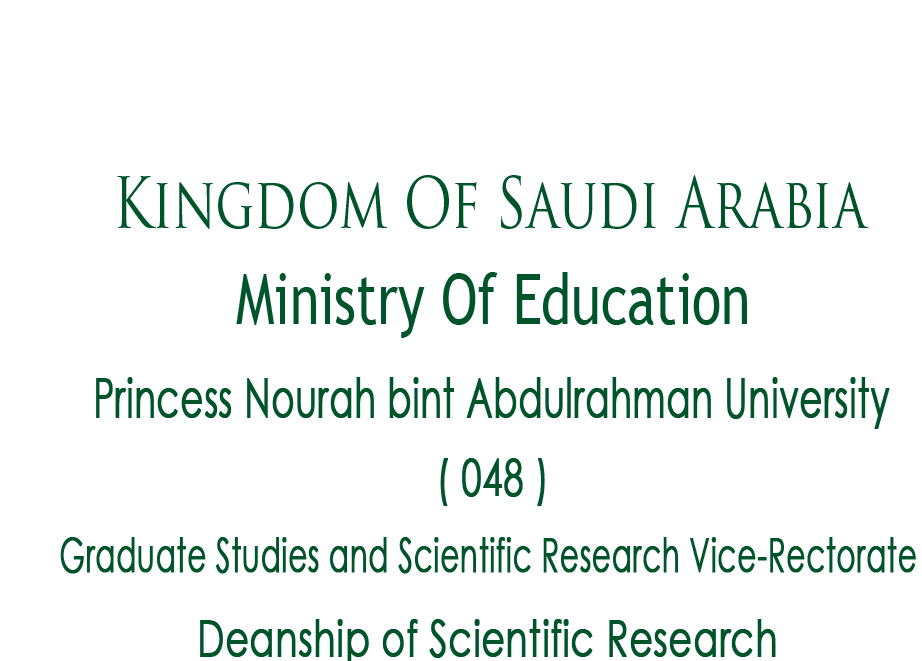 KINGDOM OF SAUDI ARABIA
Ministry Of Education
Princess Nourah bint Abdulrahman University
( 048 )
Graduate Studies and Scientific Research Vice-Rectorate
Deanship of Scientific Research